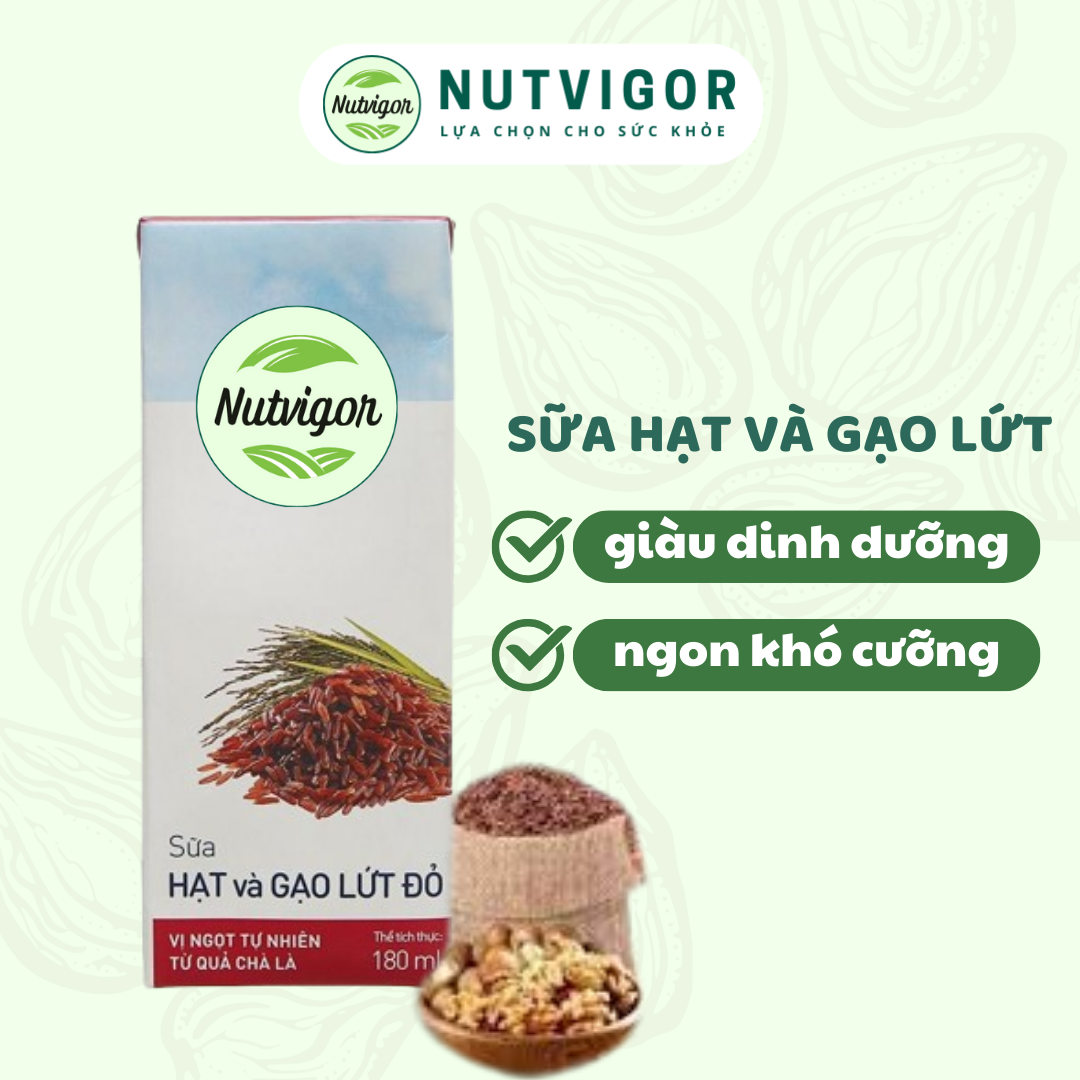 Nutvigor
NUTVIGOR
LỰA CHỌN CHO SỨC KHỎE
Nutvigor
SỮA HẠT VÀ GẠO LỨT
giàu dinh dưỡng
ngon khó cưỡng
Sữa
HẠT và GẠO LỨT ĐỎ
VỊ NGỌT TỰ NHIÊN
TỪ QUẢ CHÀ LÀ
Thể tích thực:
180 ml